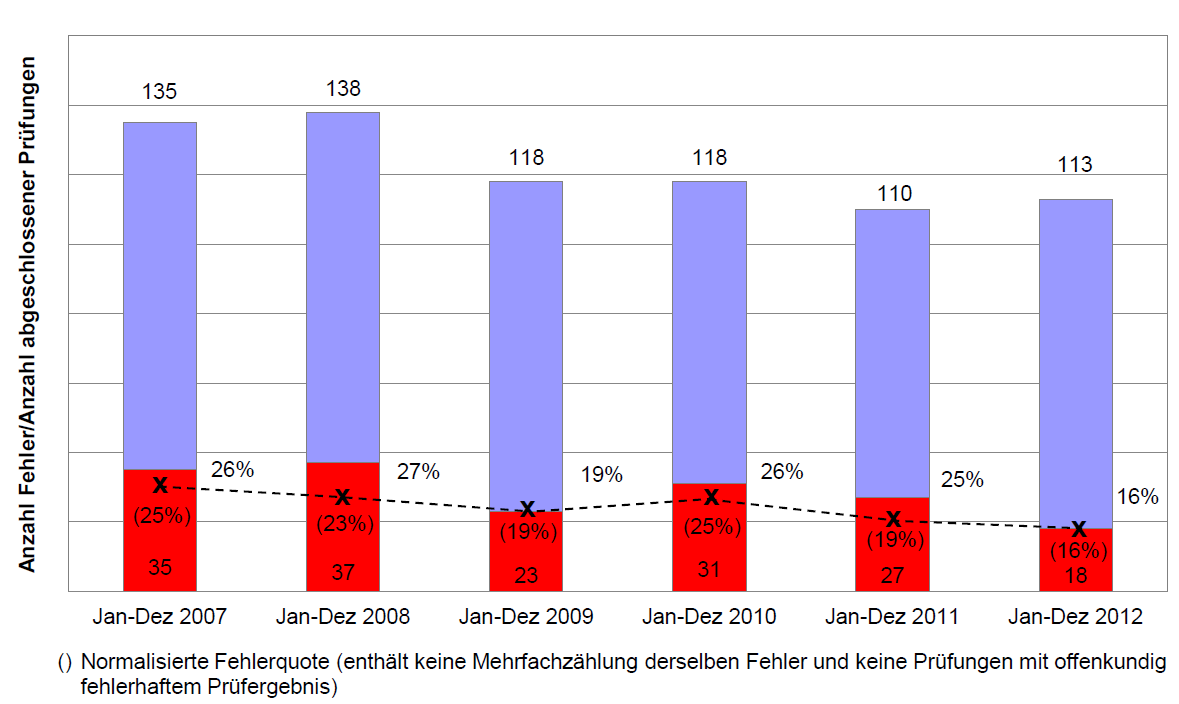 Anzahl Fehler/Anzahl abgeschlossener Prüfungen
135
138
118
118
110
113
26%
27%
19%
26%
25%
16%
X
X
X
X
X
X
(25%)
(23%)
(19%)
(25%)
(19%)
(16%)
35
37
23
31
27
18
Jan-Dez 2007
Jan-Dez 2008
Jan-Dez 2009
Jan-Dez 2010
Jan-Dez 2011
Jan-Dez 2012
() Normalisierte Fehlerquote (enthält keine Mehrfachzählung derselben Fehler und keine Prüfungen mit offenkundig
fehlerhaftem Prüfergebnis)